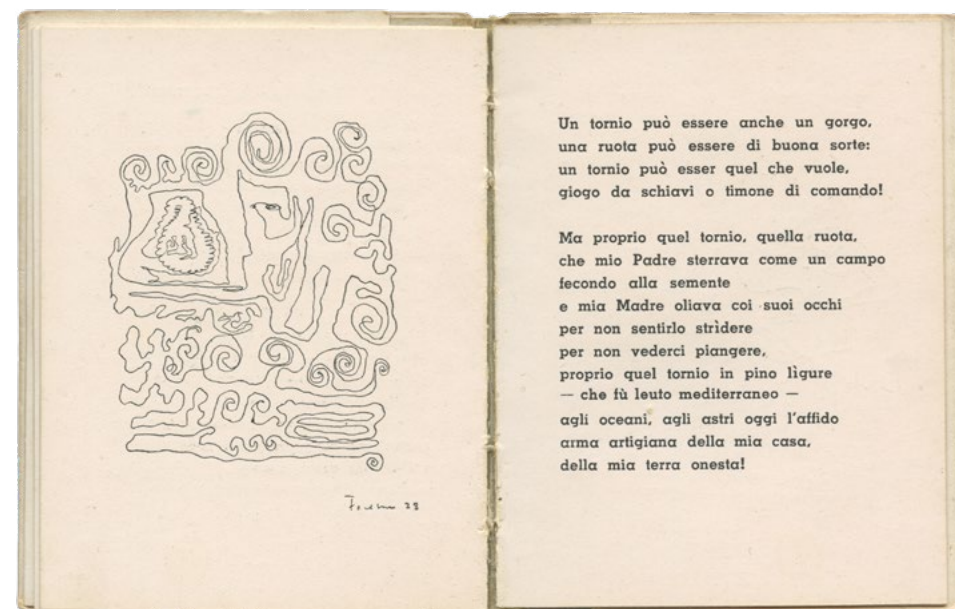 Un tornio può essere anche un gorgo,
una ruota può essere di buona sorte:
un tornio può esser quel che vuole,
giogo da schiavi o timone di comando!
Ma proprio quel tornio, quella ruota,
che mio Padre sterrava come un campo
fecondo alla semente
e mia Madre oliava coi suoi occhi
per non sentirlo strìdere
per non vederci piangere,
proprio quel tornio in pino lìgure
— che fù leuto mediterraneo —
agli oceani, agli astri oggi l'affido
arma artigiana della mia casa,
della mia terra onesta!